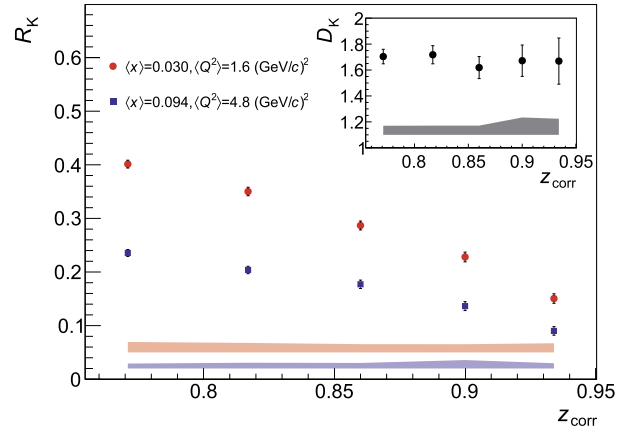 R_K
0.6
0.5
0.4
0.3
0.2
0.1
0
⟨x⟩=0.030,⟨Q²⟩=1.6 (GeV/c)²
⟨x⟩=0.094,⟨Q²⟩=4.8 (GeV/c)²
D_K
2
1.8
1.6
1.4
1.2
1
0.8 0.85 0.9 0.95
z_corr
0.8 0.85 0.9 0.95
z_corr